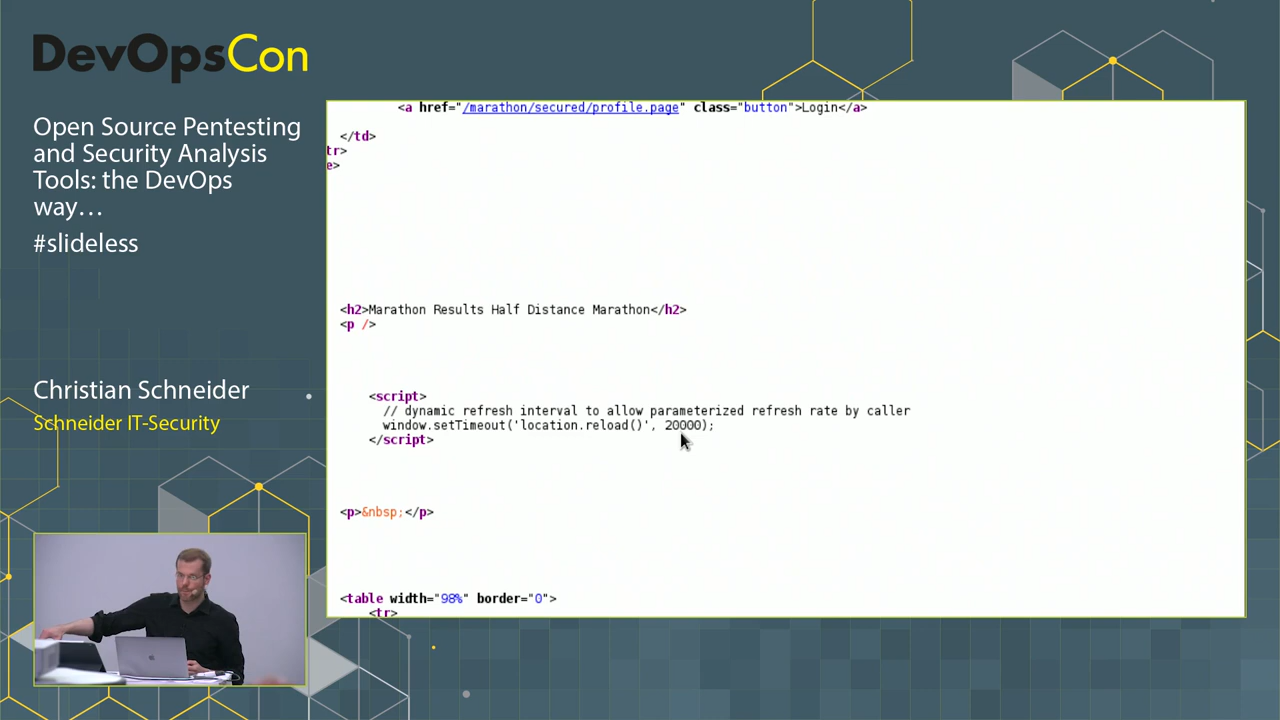 DevOpsCon
Open Source Pentesting
and Security Analysis
Tools: the DevOps
way…
#slideless
Christian Schneider
Schneider IT-Security
<a href="/marathon/secured/profile.page" class="button">Login</a>
</td>
tr>
e>
<h2>Marathon Results Half Distance Marathon</h2>
<p />
<script>
// dynamic refresh interval to allow parameterized refresh rate by caller
window.setTimeout('location.reload()', 20000);
</script>
<p>&nbsp;</p>
<table width="98%" border="0">
<tr>